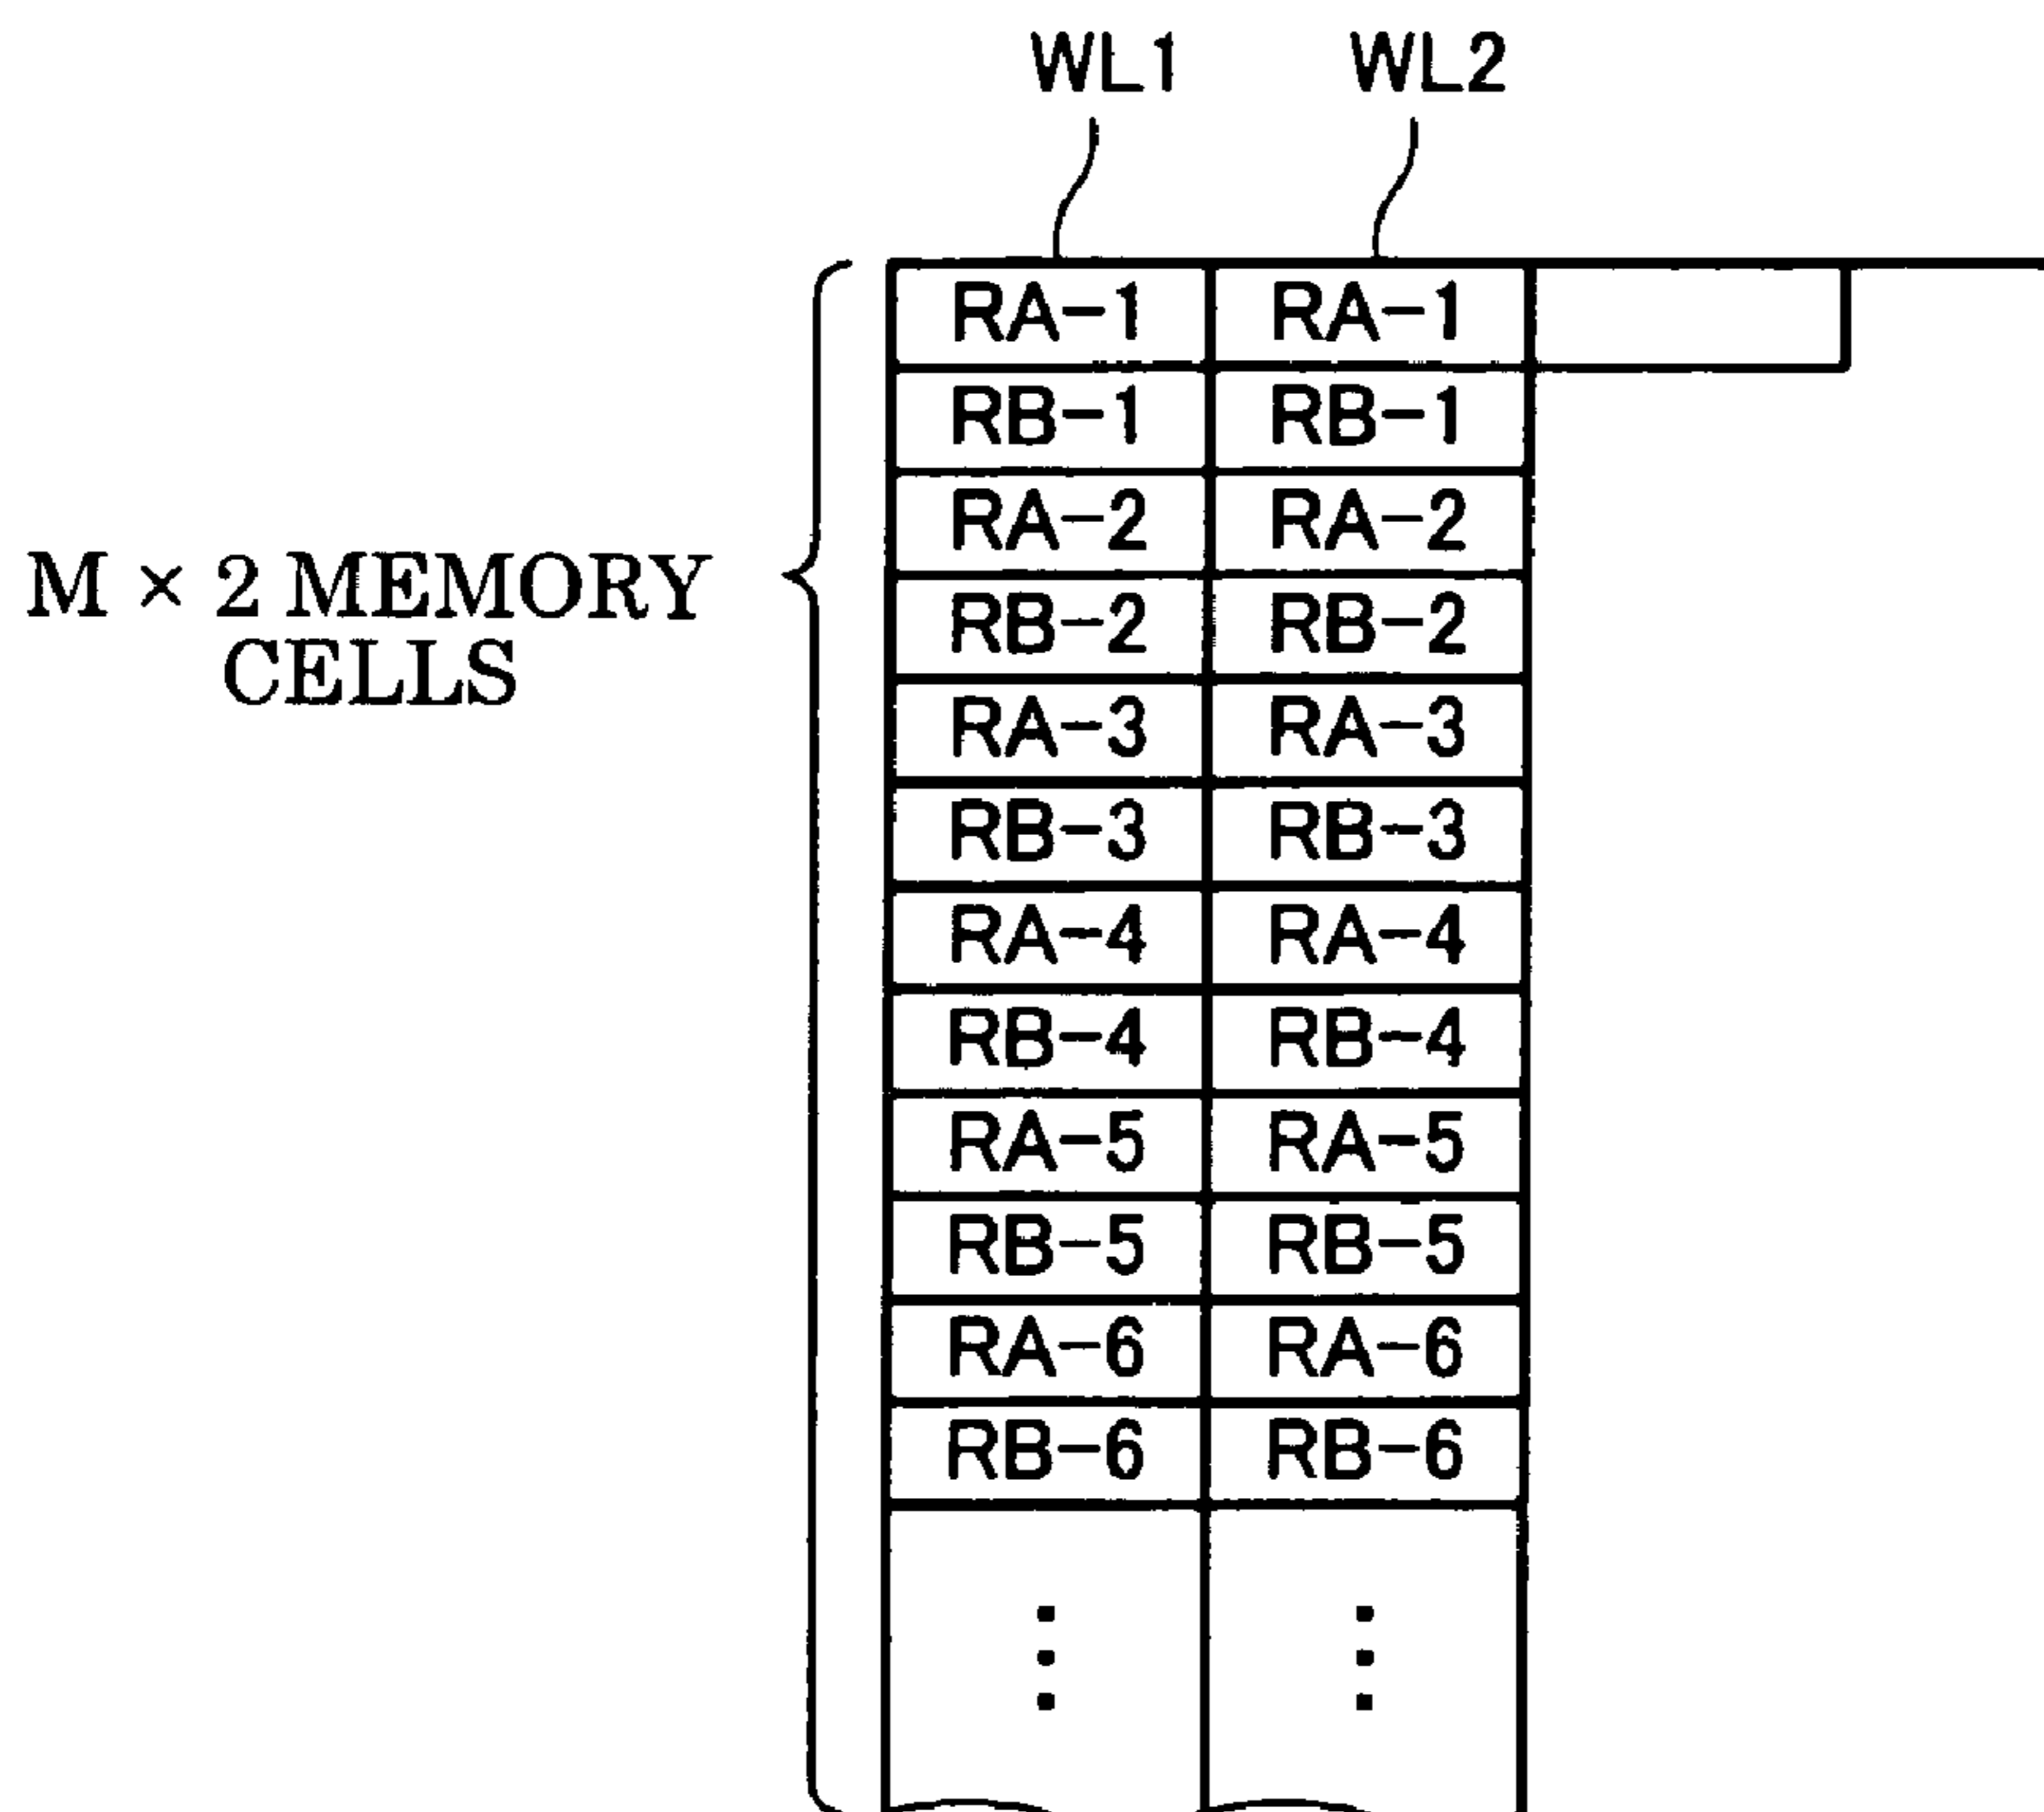 WL1 WL2
RA-1 RA-1
RB-1 RB-1
RA-2 RA-2
M × 2 MEMORY
CELLS
RB-2 RB-2
RA-3 RA-3
RB-3 RB-3
RA-4 RA-4
RB-4 RB-4
RA-5 RA-5
RB-5 RB-5
RA-6 RA-6
RB-6 RB-6